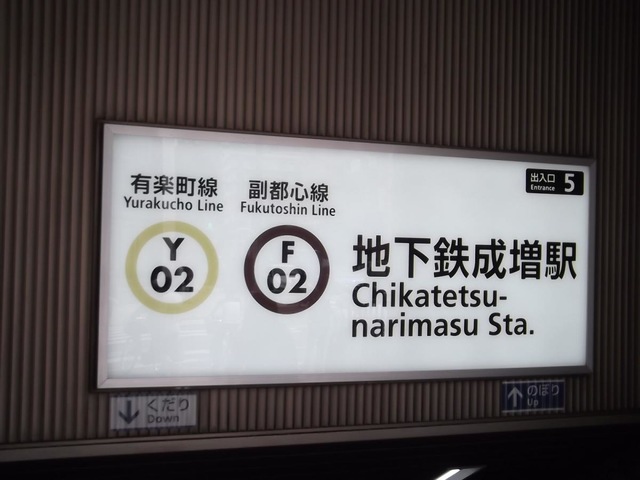 有楽町線
Yurakucho Line
副都心線
Fukutoshin Line
出入口
Entrance
5
Y
02
F
02
地下鉄成増駅
Chikatetsu-
narimasu Sta.
↓ くだり
Down
↑ のぼり
Up